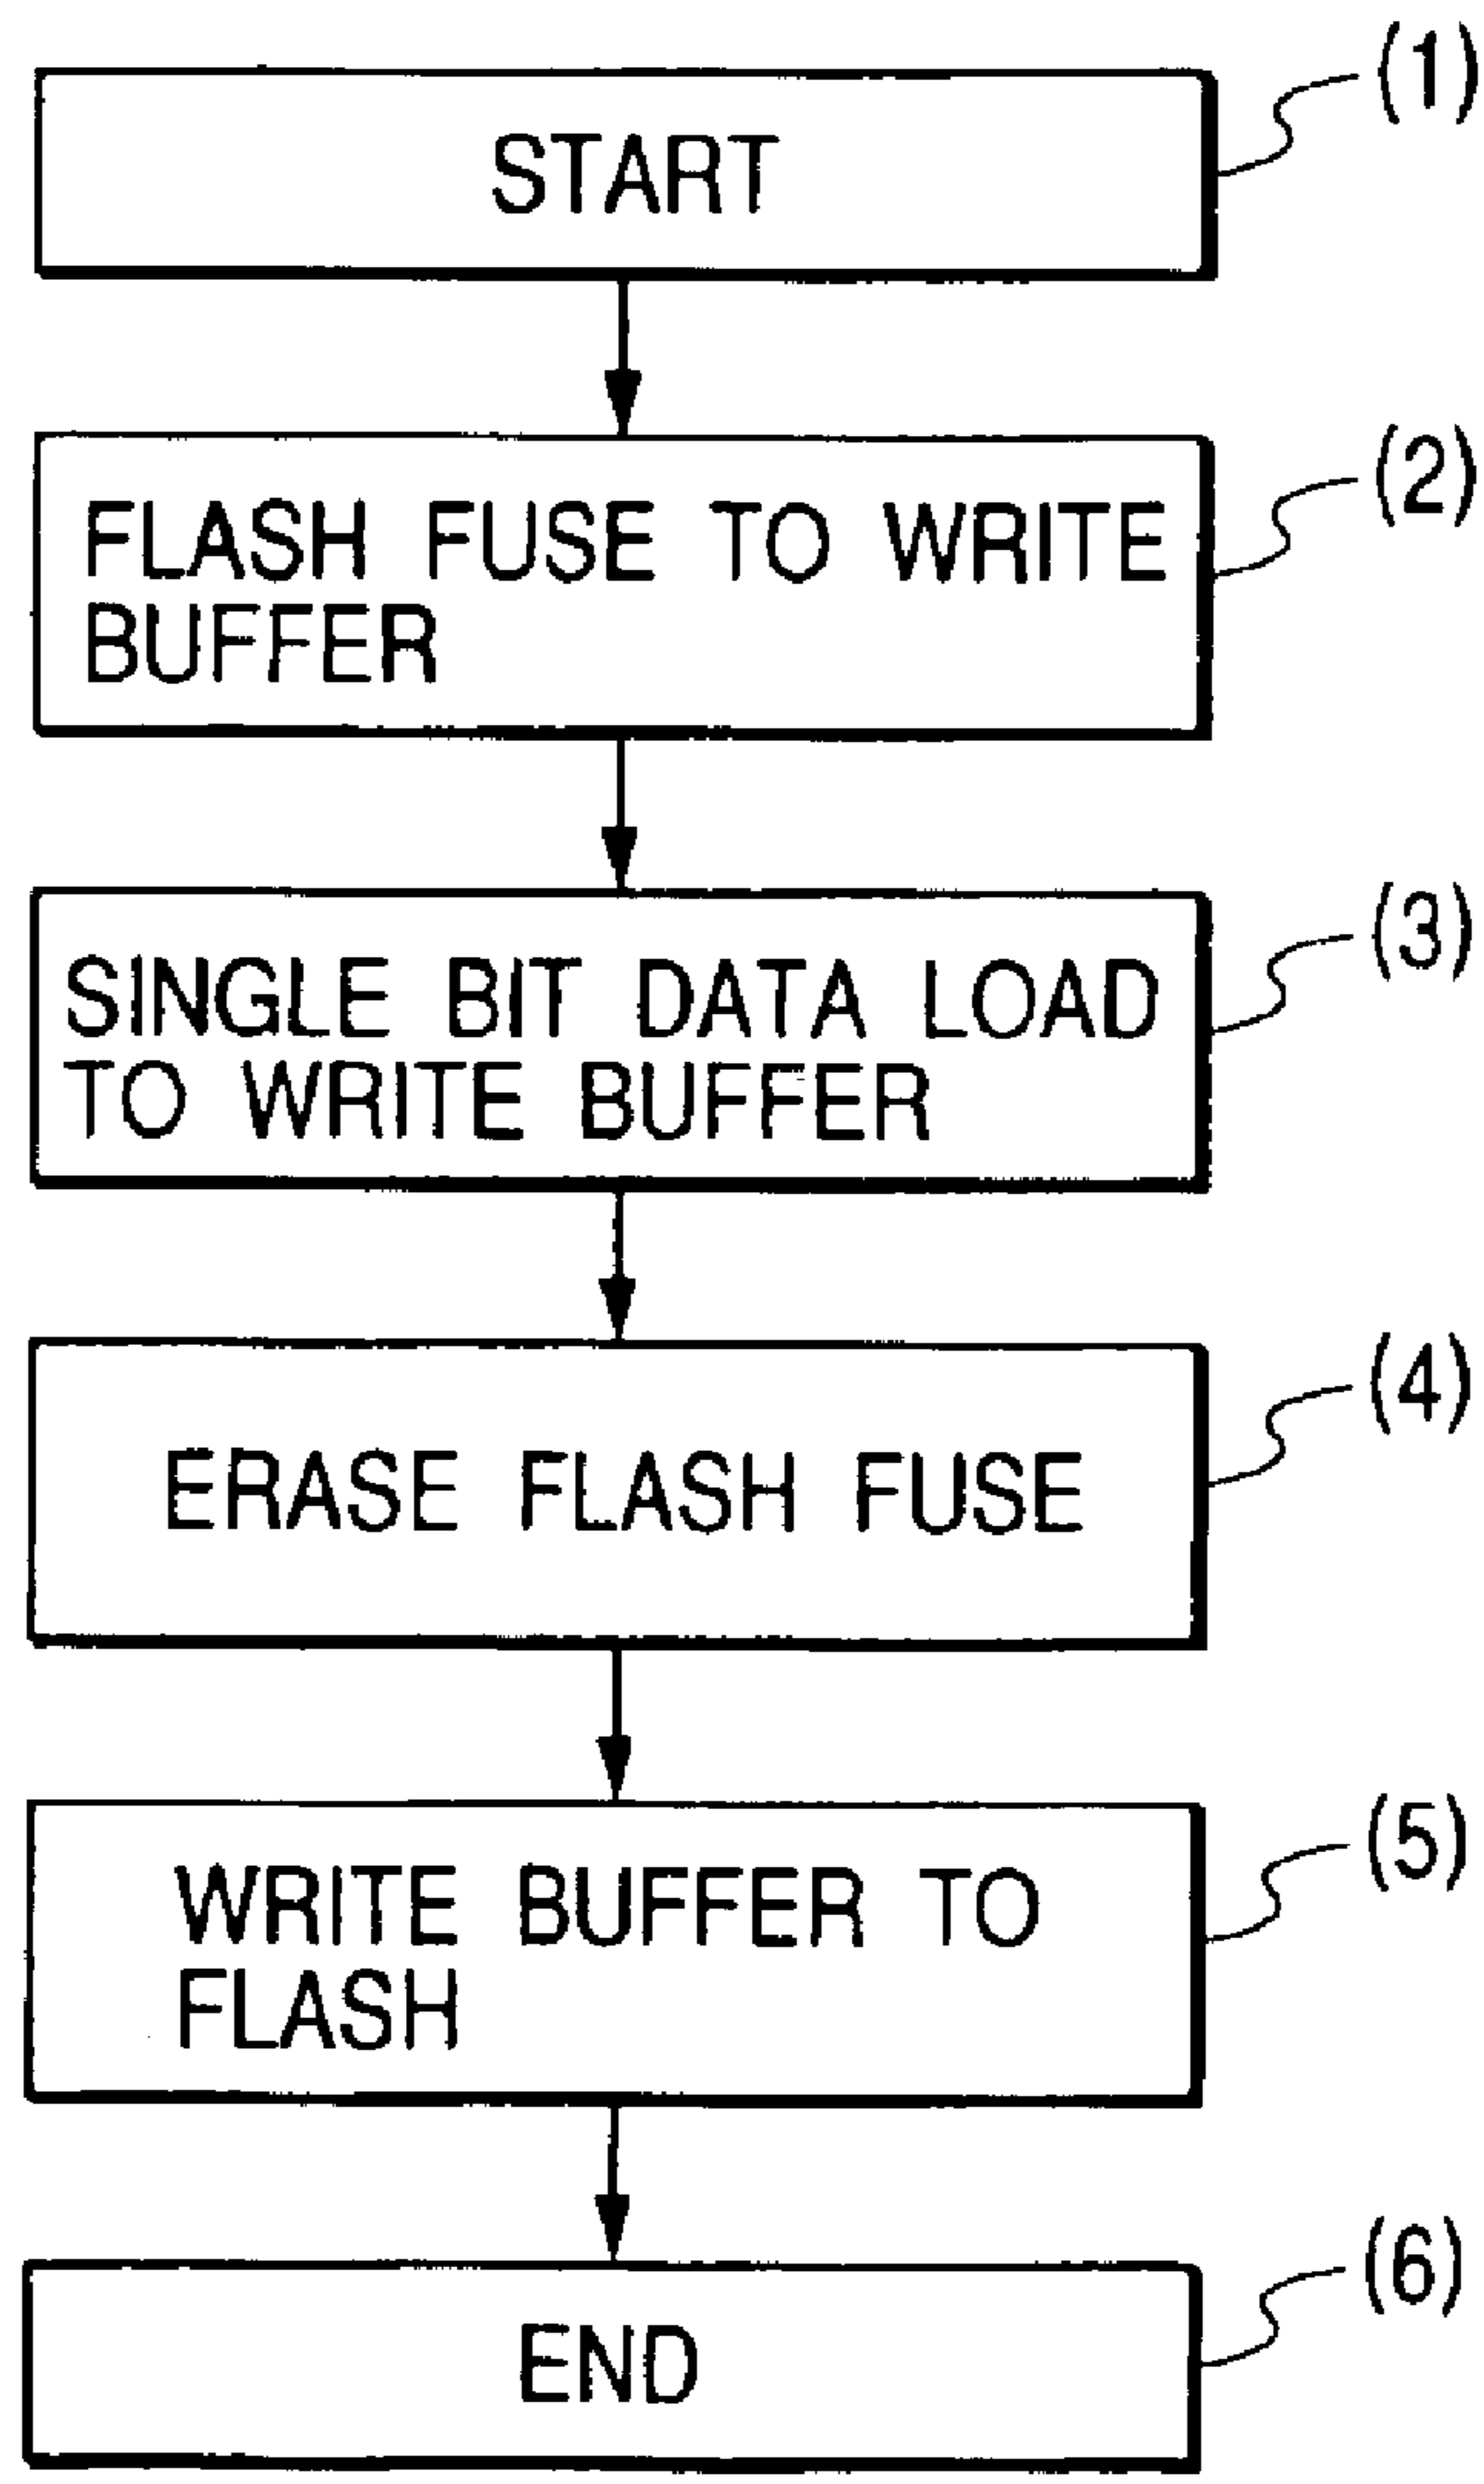 (1)
START
(2)
FLASH FUSE TO WRITE
BUFFER
(3)
SINGLE BIT DATA LOAD
TO WRITE BUFFER
(4)
ERASE FLASH FUSE
(5)
WRITE BUFFER TO
FLASH
(6)
END